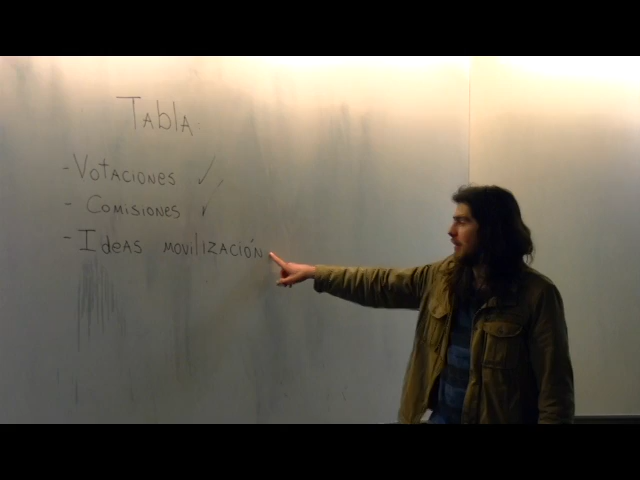 Tabla
- Votaciones ✓
- Comisiones ✓
- Ideas movilización